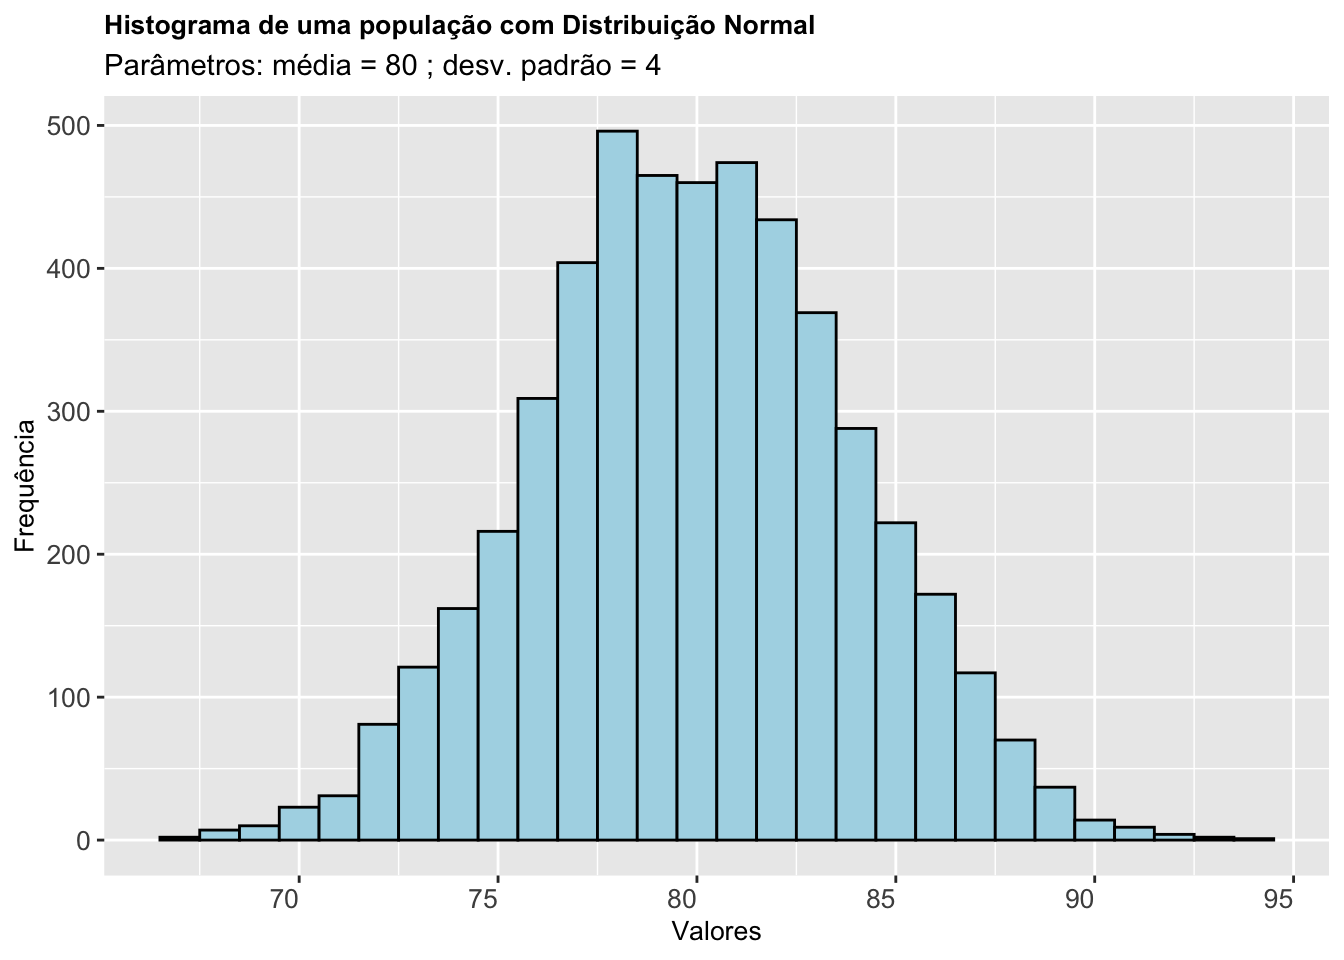 Histograma de uma população com Distribuição Normal
Parâmetros: média = 80 ; desv. padrão = 4
500
400
300
200
100
0
Frequência
70 75 80 85 90 95
Valores